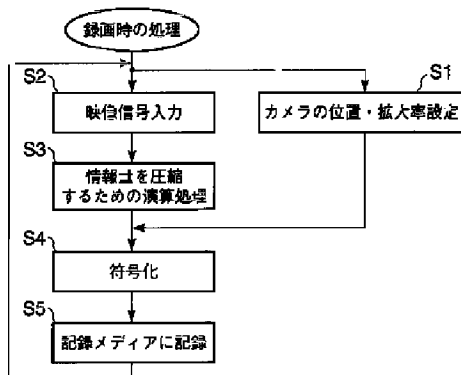 録画時の処理
S2
S1
映像信号入力
カメラの位置・拡大率設定
S3
情報量を圧縮
するための演算処理
S4
符号化
S5
記録メディアに記録